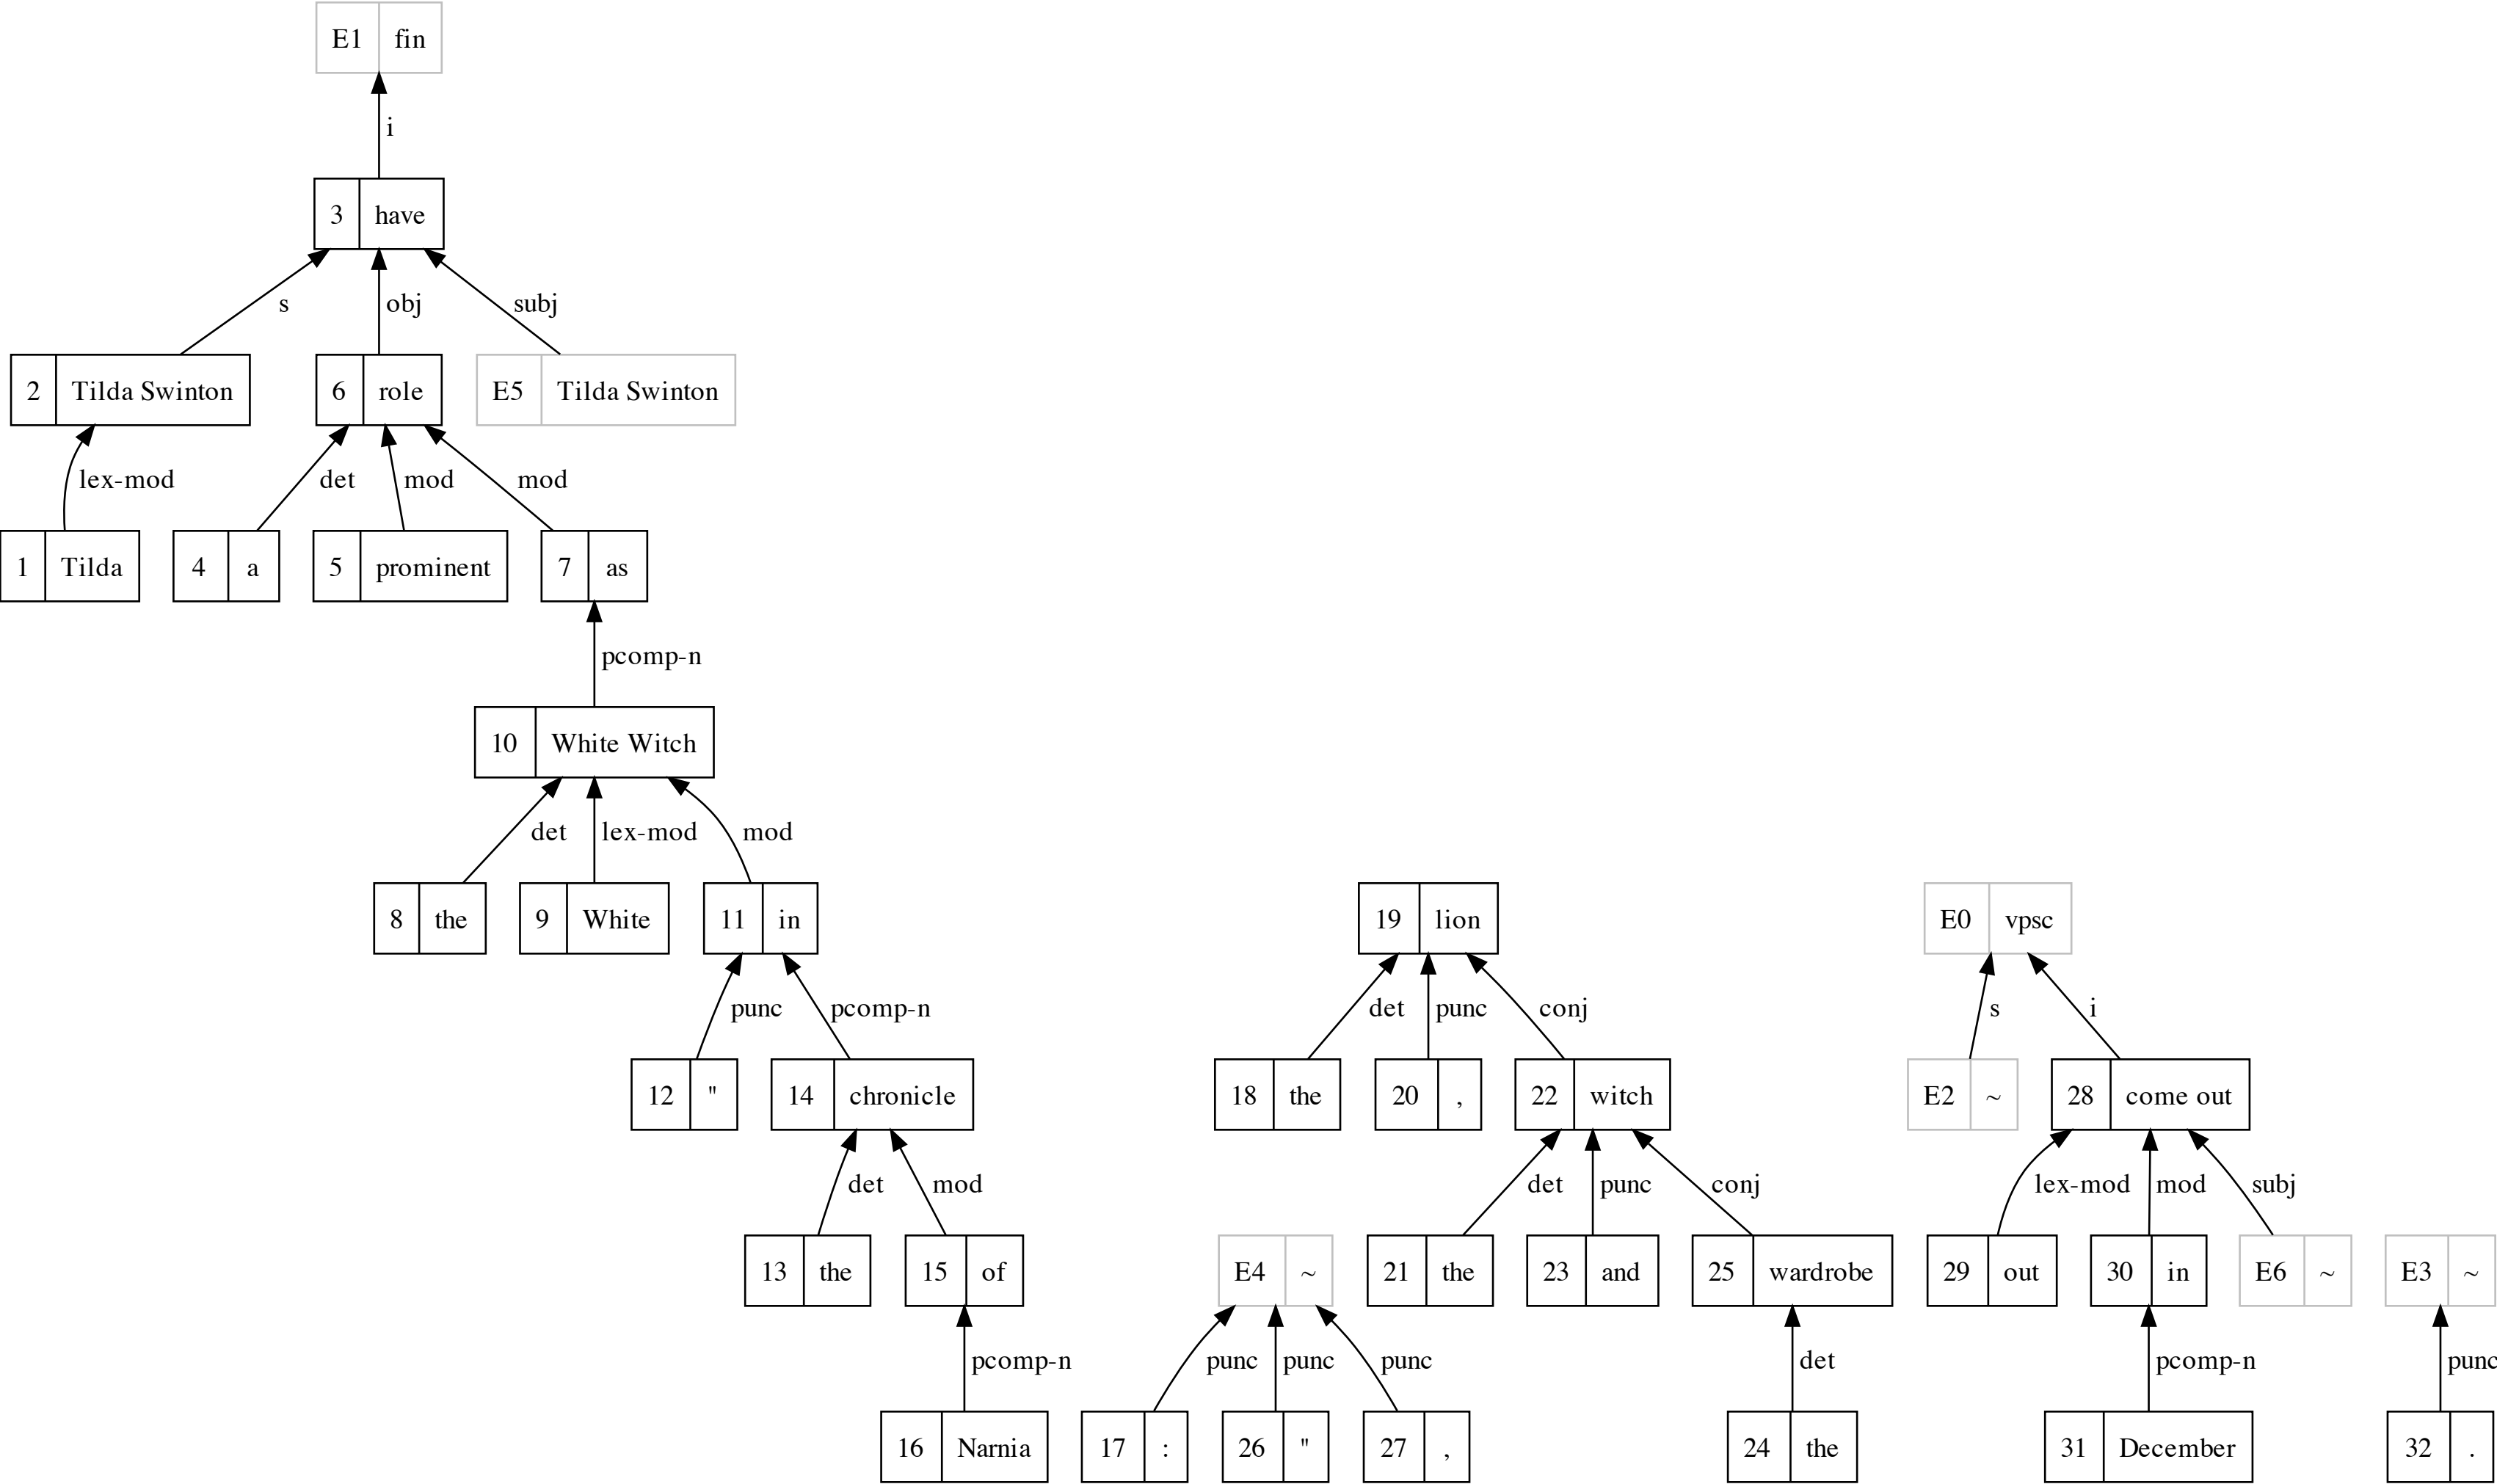 E1 fin
i
3 have
s obj subj
2 Tilda Swinton 6 role E5 Tilda Swinton
lex-mod det mod mod
1 Tilda 4 a 5 prominent 7 as
pcomp-n
10 White Witch
det lex-mod mod
8 the 9 White 11 in 19 lion E0 vpsc
punc pcomp-n det punc conj s i
12 " 14 chronicle 18 the 20 , 22 witch E2 ~ 28 come out
det mod det punc conj lex-mod mod subj
13 the 15 of E4 ~ 21 the 23 and 25 wardrobe 29 out 30 in E6 ~ E3 ~
pcomp-n punc punc punc det pcomp-n punc
16 Narnia 17 : 26 " 27 , 24 the 31 December 32 .